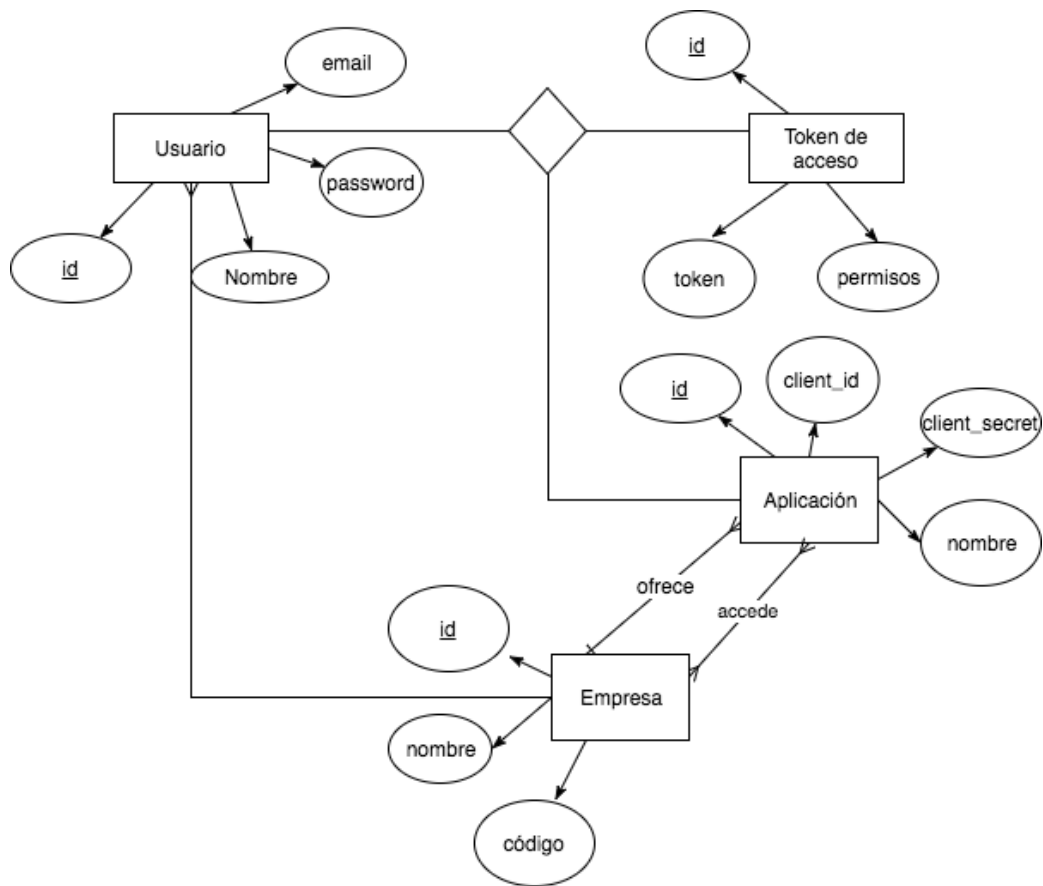 email
id
Usuario
Token de
acceso
password
id
Nombre
token
permisos
id
client_id
client_secret
Aplicación
nombre
ofrece
accede
id
Empresa
nombre
código